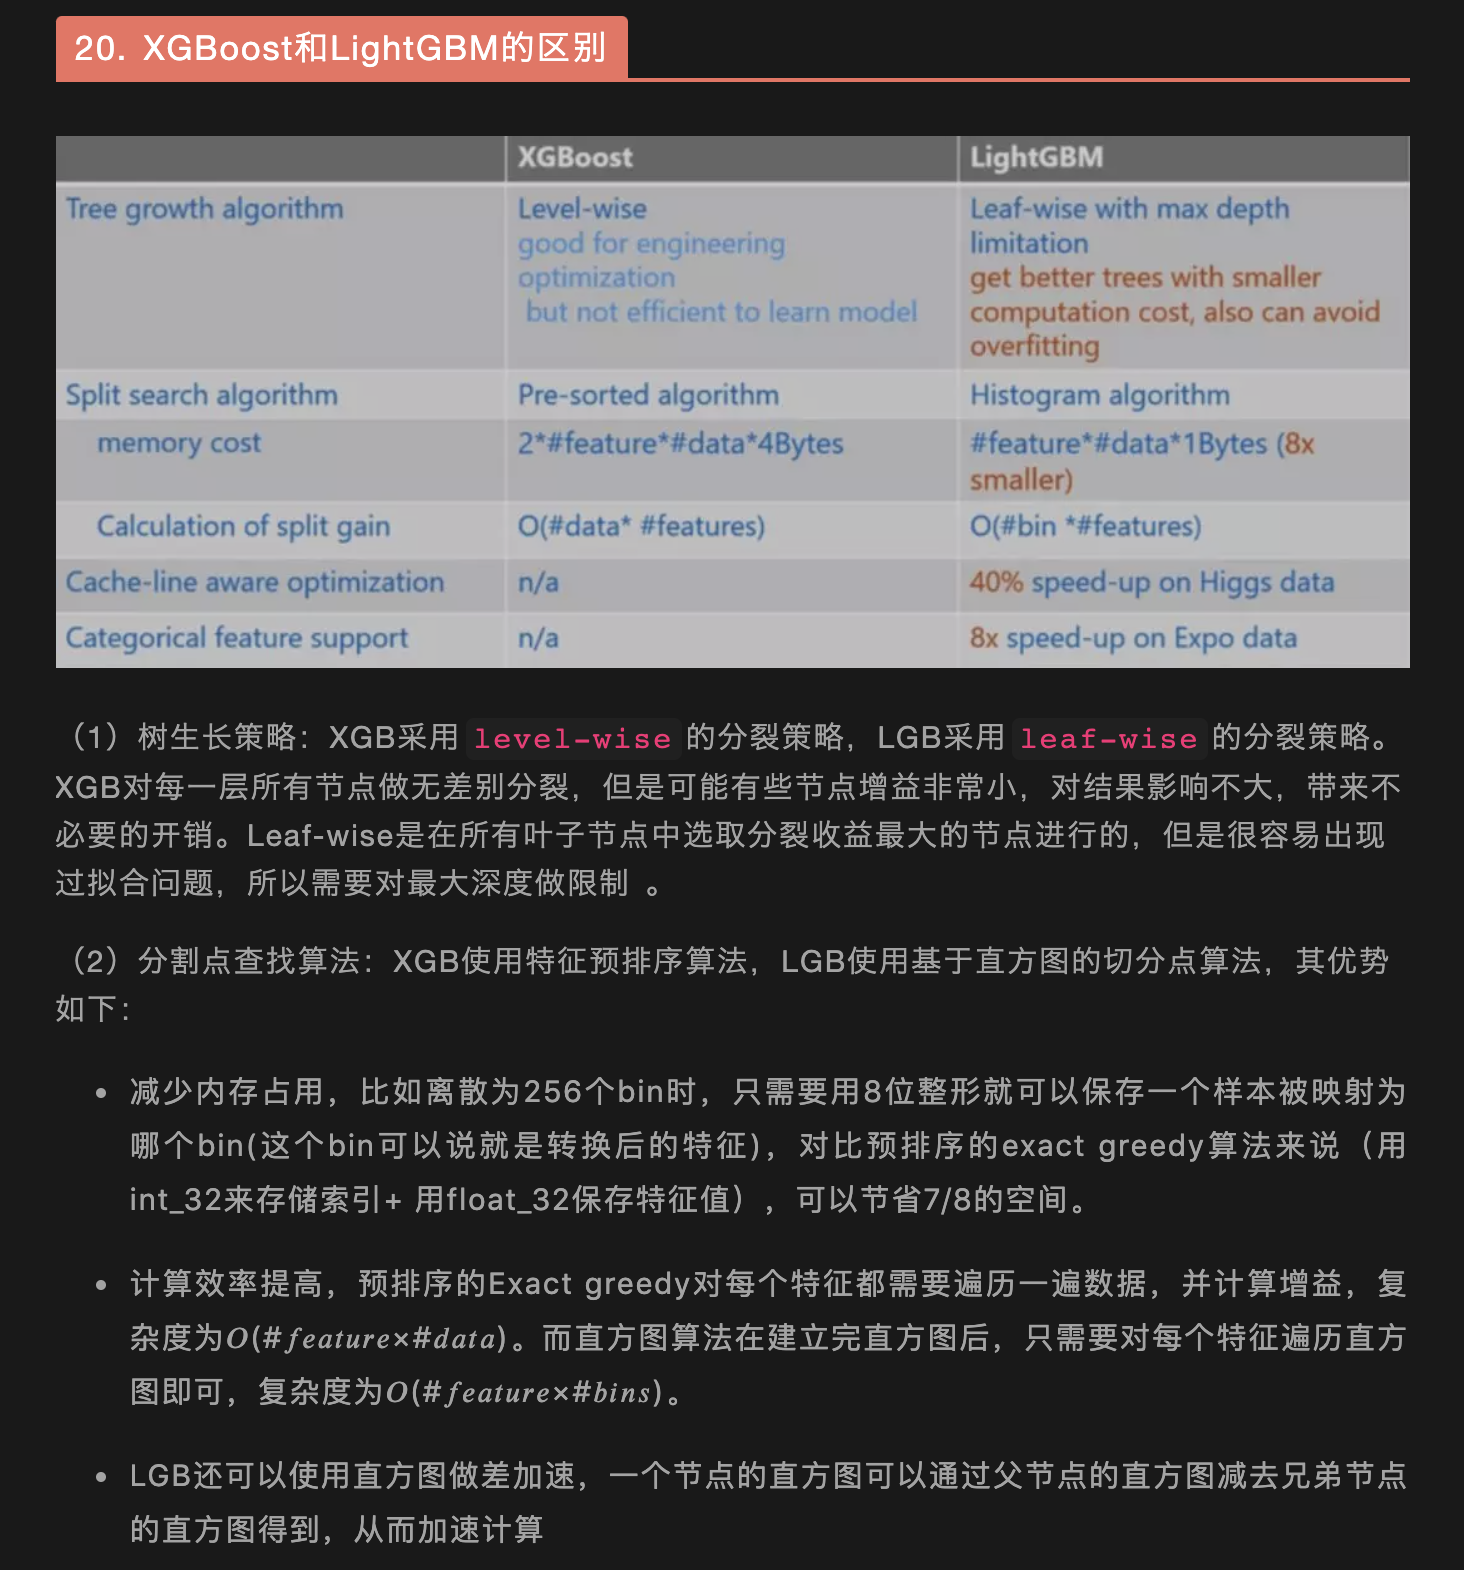 20. XGBoost和LightGBM的区别
XGBoost LightGBM
Tree growth algorithm Level-wise Leaf-wise with max depth
good for engineering limitation
optimization get better trees with smaller
but not efficient to learn model computation cost, also can avoid
overfitting
Split search algorithm Pre-sorted algorithm Histogram algorithm
memory cost 2*#feature*#data*4Bytes #feature*#data*1Bytes (8x
smaller)
Calculation of split gain O(#data* #features) O(#bin *#features)
Cache-line aware optimization n/a 40% speed-up on Higgs data
Categorical feature support n/a 8x speed-up on Expo data
（1）树生长策略：XGB采用 level-wise 的分裂策略，LGB采用 leaf-wise 的分裂策略。
XGB对每一层所有节点做无差别分裂，但是可能有些节点增益非常小，对结果影响不大，带来不
必要的开销。Leaf-wise是在所有叶子节点中选取分裂收益最大的节点进行的，但是很容易出现
过拟合问题，所以需要对最大深度做限制 。
（2）分割点查找算法：XGB使用特征预排序算法，LGB使用基于直方图的切分点算法，其优势
如下：
• 减少内存占用，比如离散为256个bin时，只需要用8位整形就可以保存一个样本被映射为
哪个bin(这个bin可以说就是转换后的特征)，对比预排序的exact greedy算法来说（用
int_32来存储索引+ 用float_32保存特征值），可以节省7/8的空间。
• 计算效率提高，预排序的Exact greedy对每个特征都需要遍历一遍数据，并计算增益，复
杂度为O(#feature×#data)。而直方图算法在建立完直方图后，只需要对每个特征遍历直方
图即可，复杂度为O(#feature×#bins)。
• LGB还可以使用直方图做差加速，一个节点的直方图可以通过父节点的直方图减去兄弟节点
的直方图得到，从而加速计算